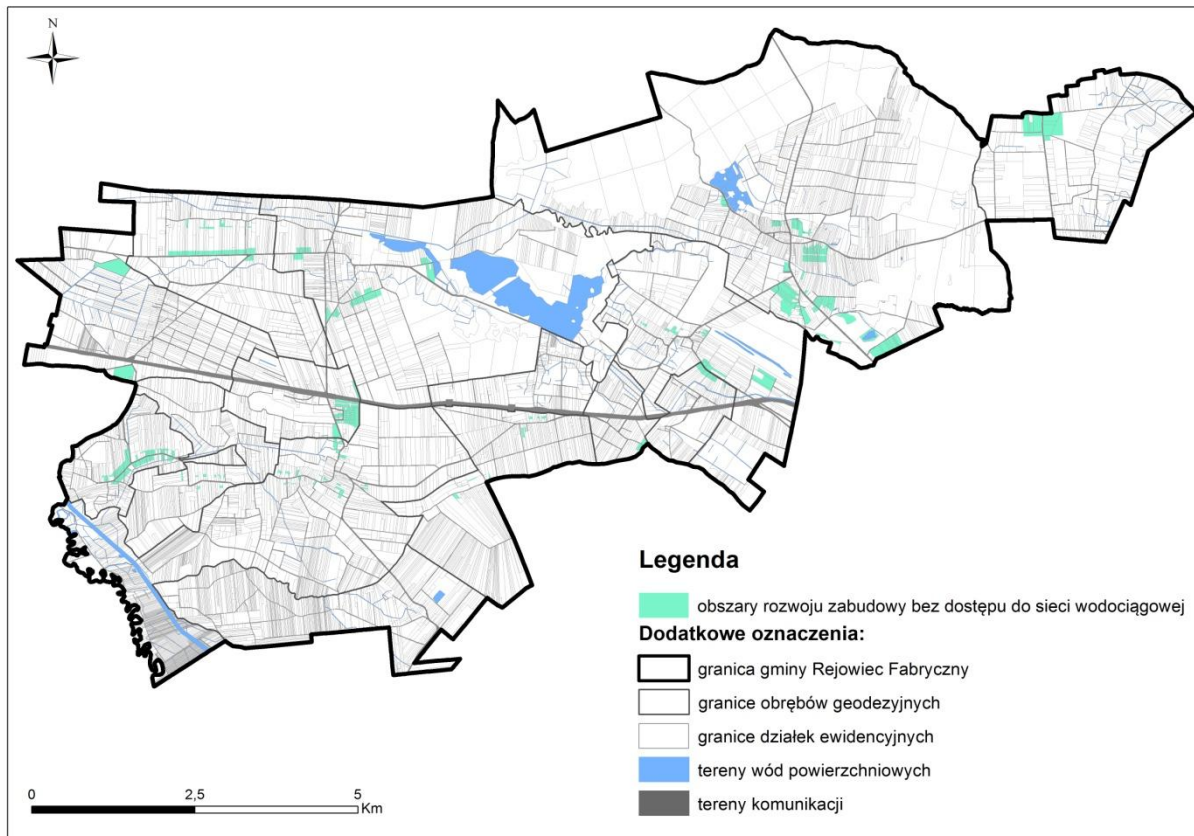 N
Legenda
obszary rozwoju zabudowy bez dostępu do sieci wodociągowej
Dodatkowe oznaczenia:
granica gminy Rejowiec Fabryczny
granice obrębów geodezyjnych
granice działek ewidencyjnych
tereny wód powierzchniowych
tereny komunikacji
0 2,5 5
Km